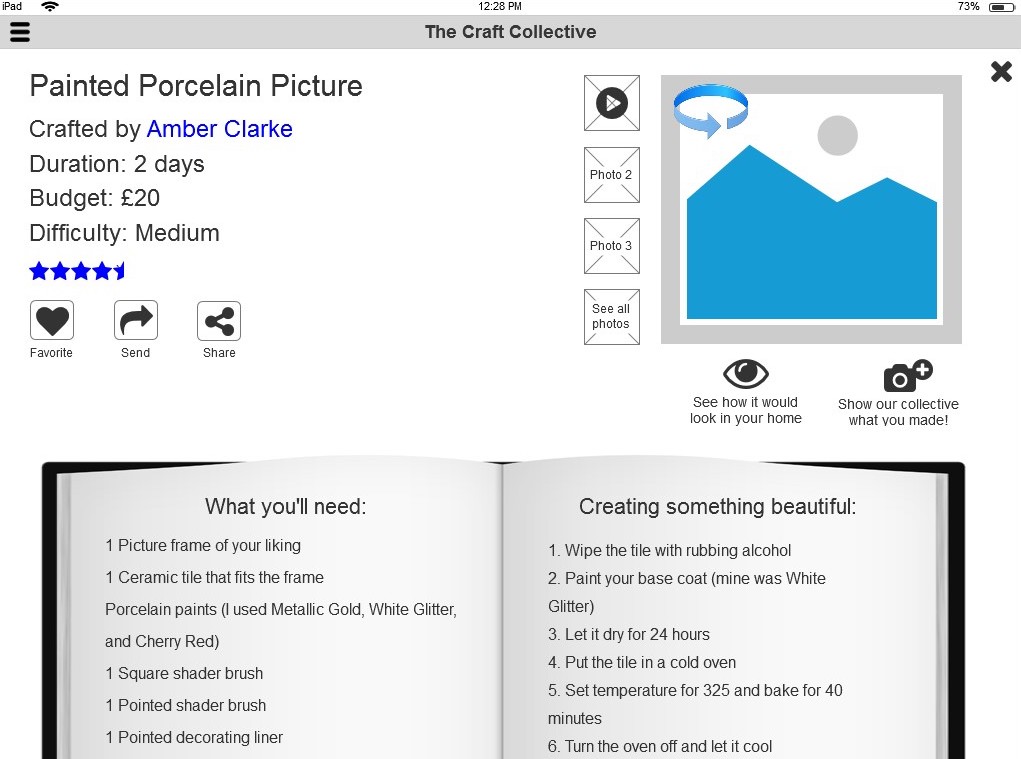 iPad
12:28 PM
73%
The Craft Collective
Painted Porcelain Picture
Crafted by Amber Clarke
Duration: 2 days
Budget: £20
Difficulty: Medium
Favorite
Send
Share
Photo 2
Photo 3
See all
photos
See how it would
look in your home
Show our collective
what you made!
What you'll need:
1 Picture frame of your liking
1 Ceramic tile that fits the frame
Porcelain paints (I used Metallic Gold, White Glitter,
and Cherry Red)
1 Square shader brush
1 Pointed shader brush
1 Pointed decorating liner
Creating something beautiful:
1. Wipe the tile with rubbing alcohol
2. Paint your base coat (mine was White
Glitter)
3. Let it dry for 24 hours
4. Put the tile in a cold oven
5. Set temperature for 325 and bake for 40
minutes
6. Turn the oven off and let it cool